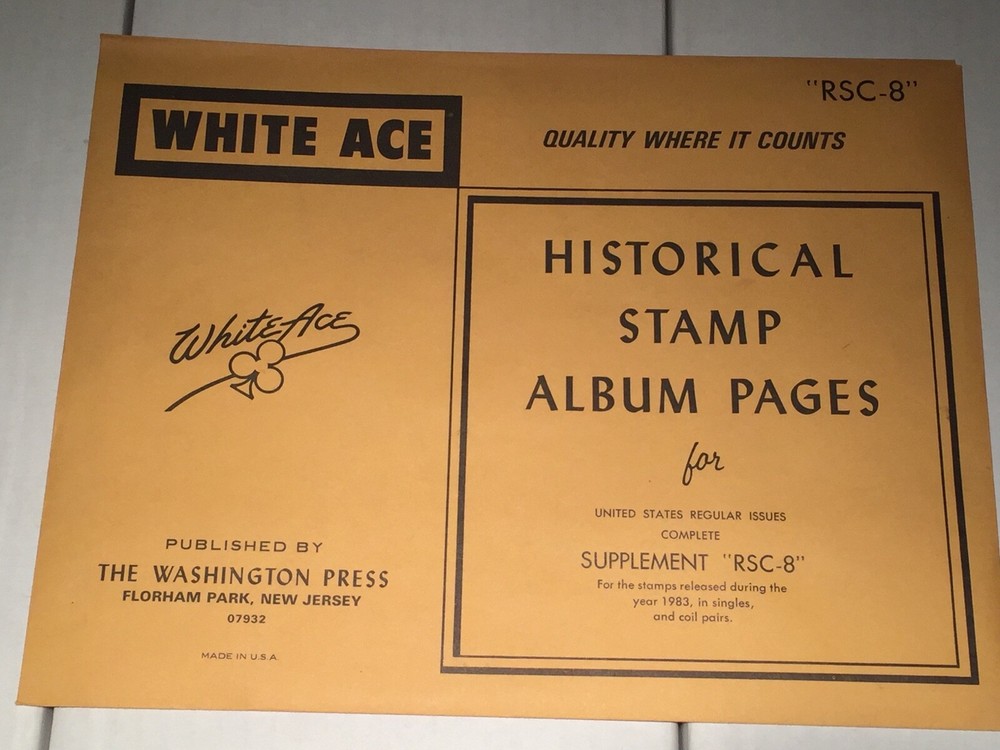 "RSC-8"
WHITE ACE
QUALITY WHERE IT COUNTS
White Ace
PUBLISHED BY
THE WASHINGTON PRESS
FLORHAM PARK, NEW JERSEY
07932
MADE IN U.S.A.
HISTORICAL
STAMP
ALBUM PAGES
for
UNITED STATES REGULAR ISSUES
COMPLETE
SUPPLEMENT "RSC-8"
For the stamps released during the
year 1983, in singles,
and coil pairs.